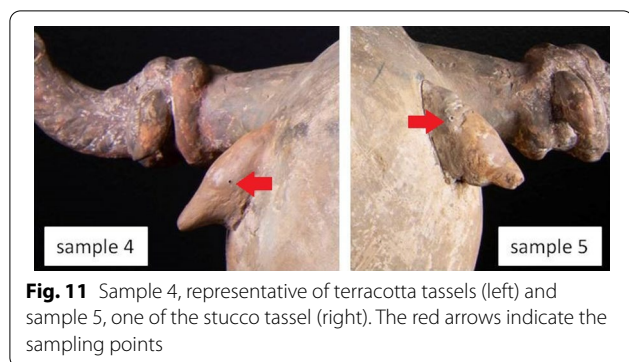 sample 4
sample 5
Fig. 11 Sample 4, representative of terracotta tassels (left) and
sample 5, one of the stucco tassel (right). The red arrows indicate the
sampling points